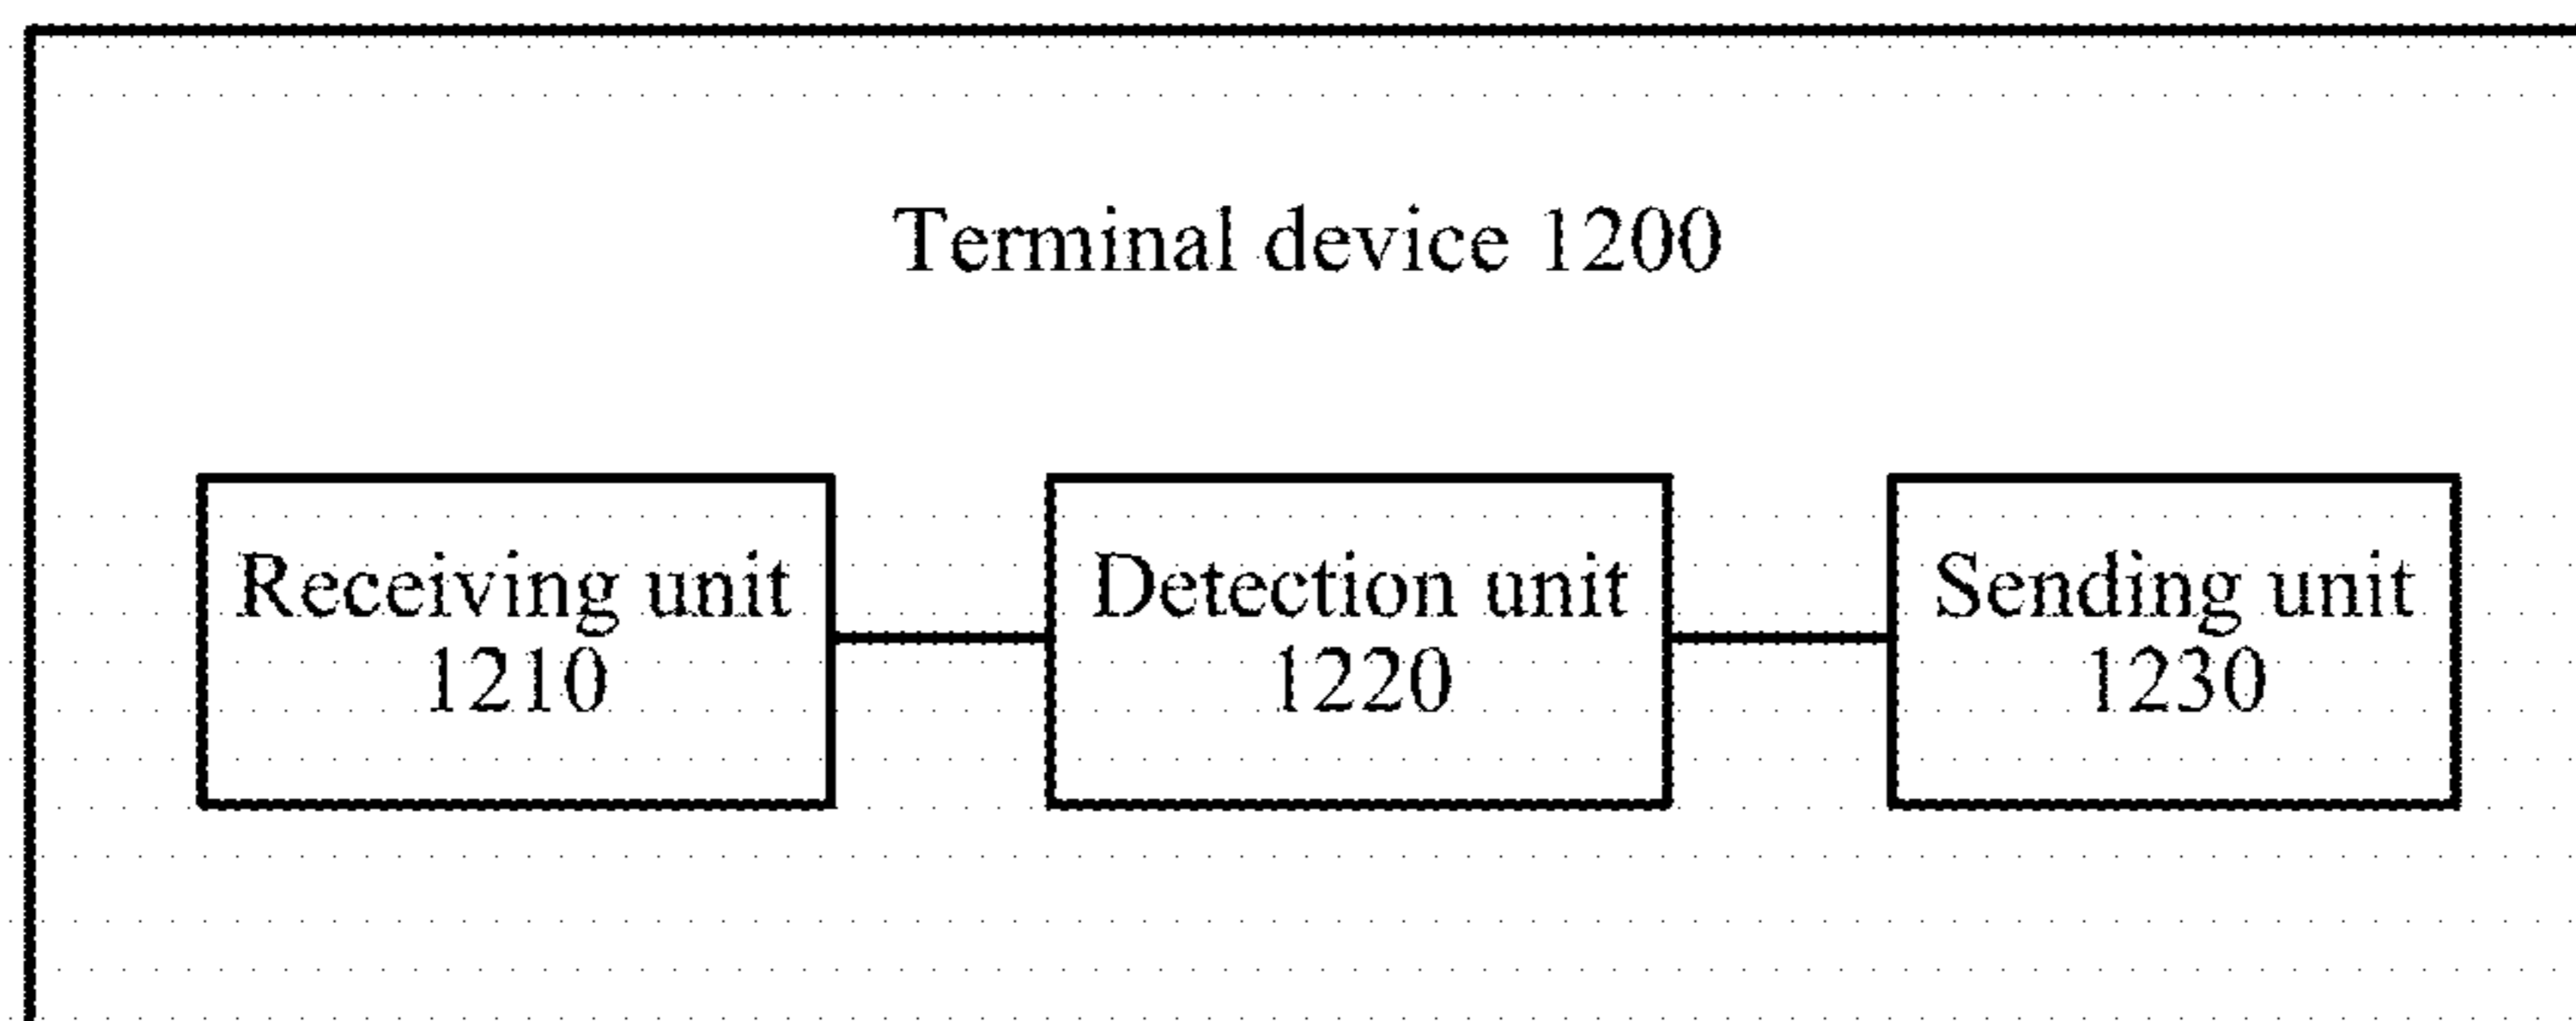 Terminal device 1200
Receiving unit
1210
Detection unit
1220
Sending unit
1230